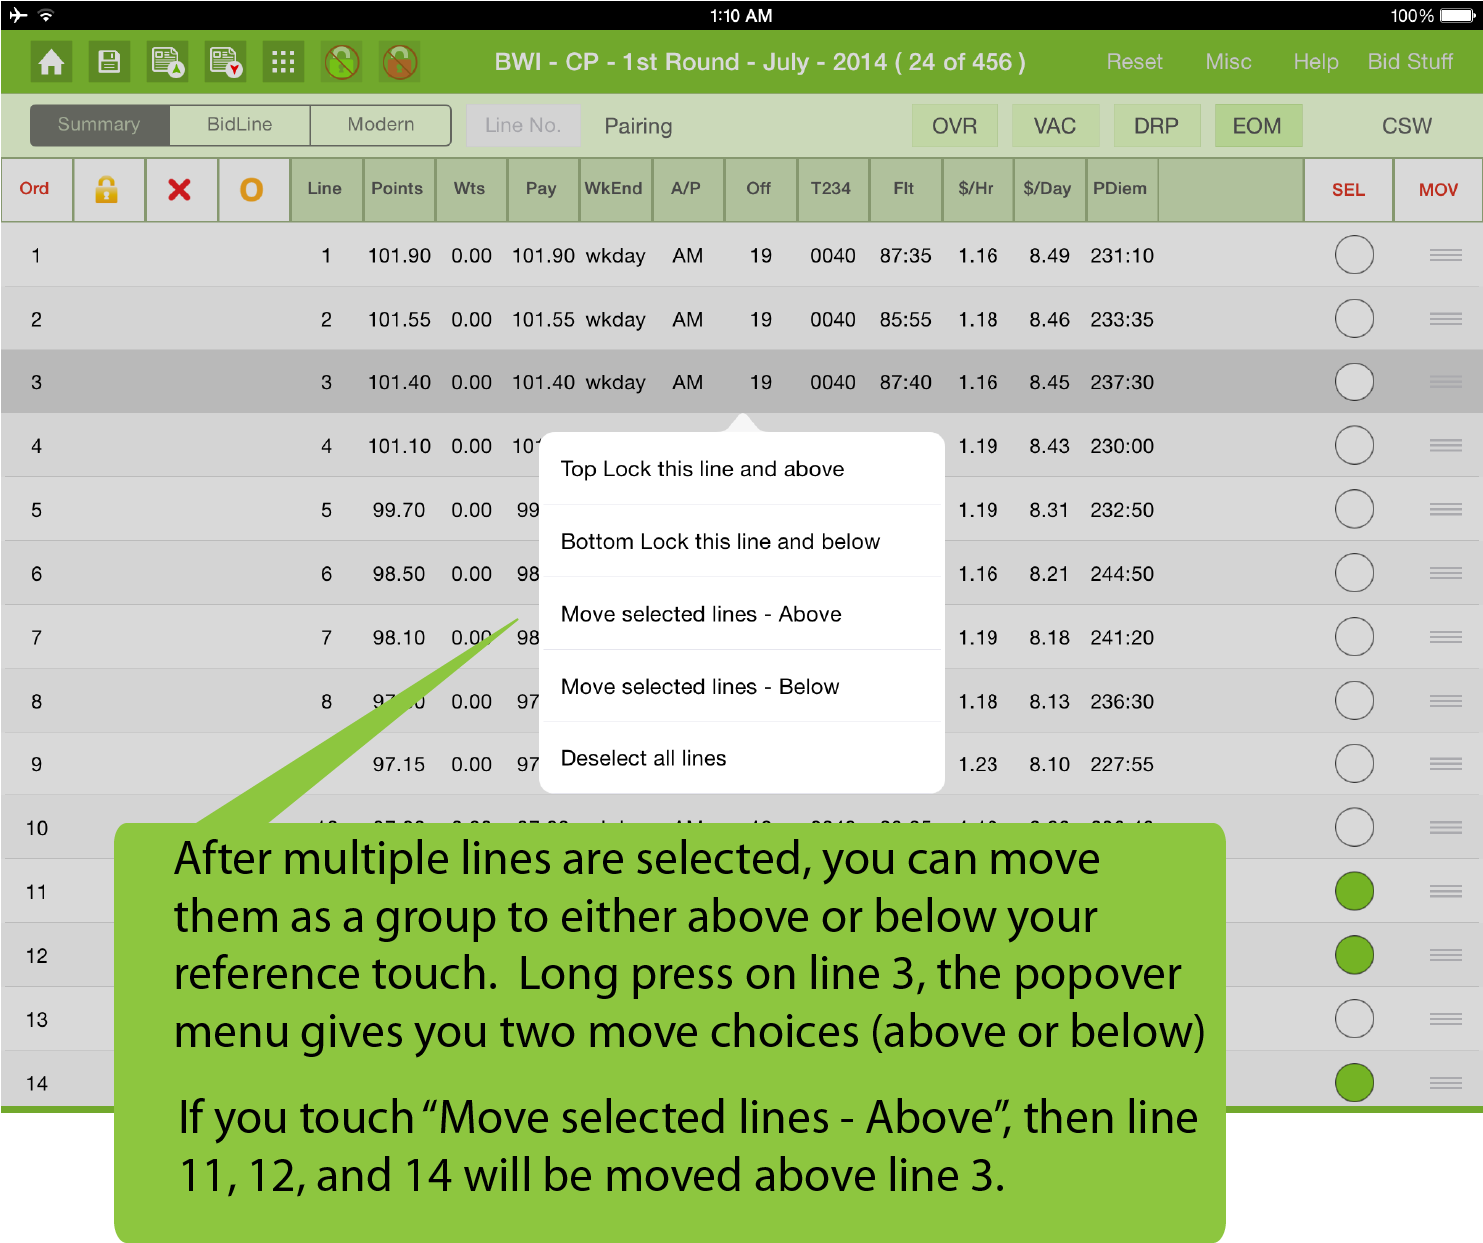 1:10 AM 100%
BWI - CP - 1st Round - July - 2014 ( 24 of 456 ) Reset Misc Help Bid Stuff
Summary BidLine Modern Line No. Pairing OVR VAC DRP EOM CSW
Ord Line Points Wts Pay WkEnd A/P Off T234 Flt $/Hr $/Day PDiem SEL MOV
1 1 101.90 0.00 101.90 wkday AM 19 0040 87:35 1.16 8.49 231:10
2 2 101.55 0.00 101.55 wkday AM 19 0040 85:55 1.18 8.46 233:35
3 3 101.40 0.00 101.40 wkday AM 19 0040 87:40 1.16 8.45 237:30
4 4 101.10 0.00 1.19 8.43 230:00
Top Lock this line and above
5 5 99.70 0.00 99 1.19 8.31 232:50
Bottom Lock this line and below
6 6 98.50 0.00 98 1.16 8.21 244:50
Move selected lines - Above
7 7 98.10 0.00 98 1.19 8.18 241:20
Move selected lines - Below
8 8 0.00 97 1.18 8.13 236:30
Deselect all lines
9 97.15 0.00 97 1.23 8.10 227:55
10
11
12
13
14
After multiple lines are selected, you can move
them as a group to either above or below your
reference touch. Long press on line 3, the popover
menu gives you two move choices (above or below)
If you touch “Move selected lines - Above”, then line
11, 12, and 14 will be moved above line 3.